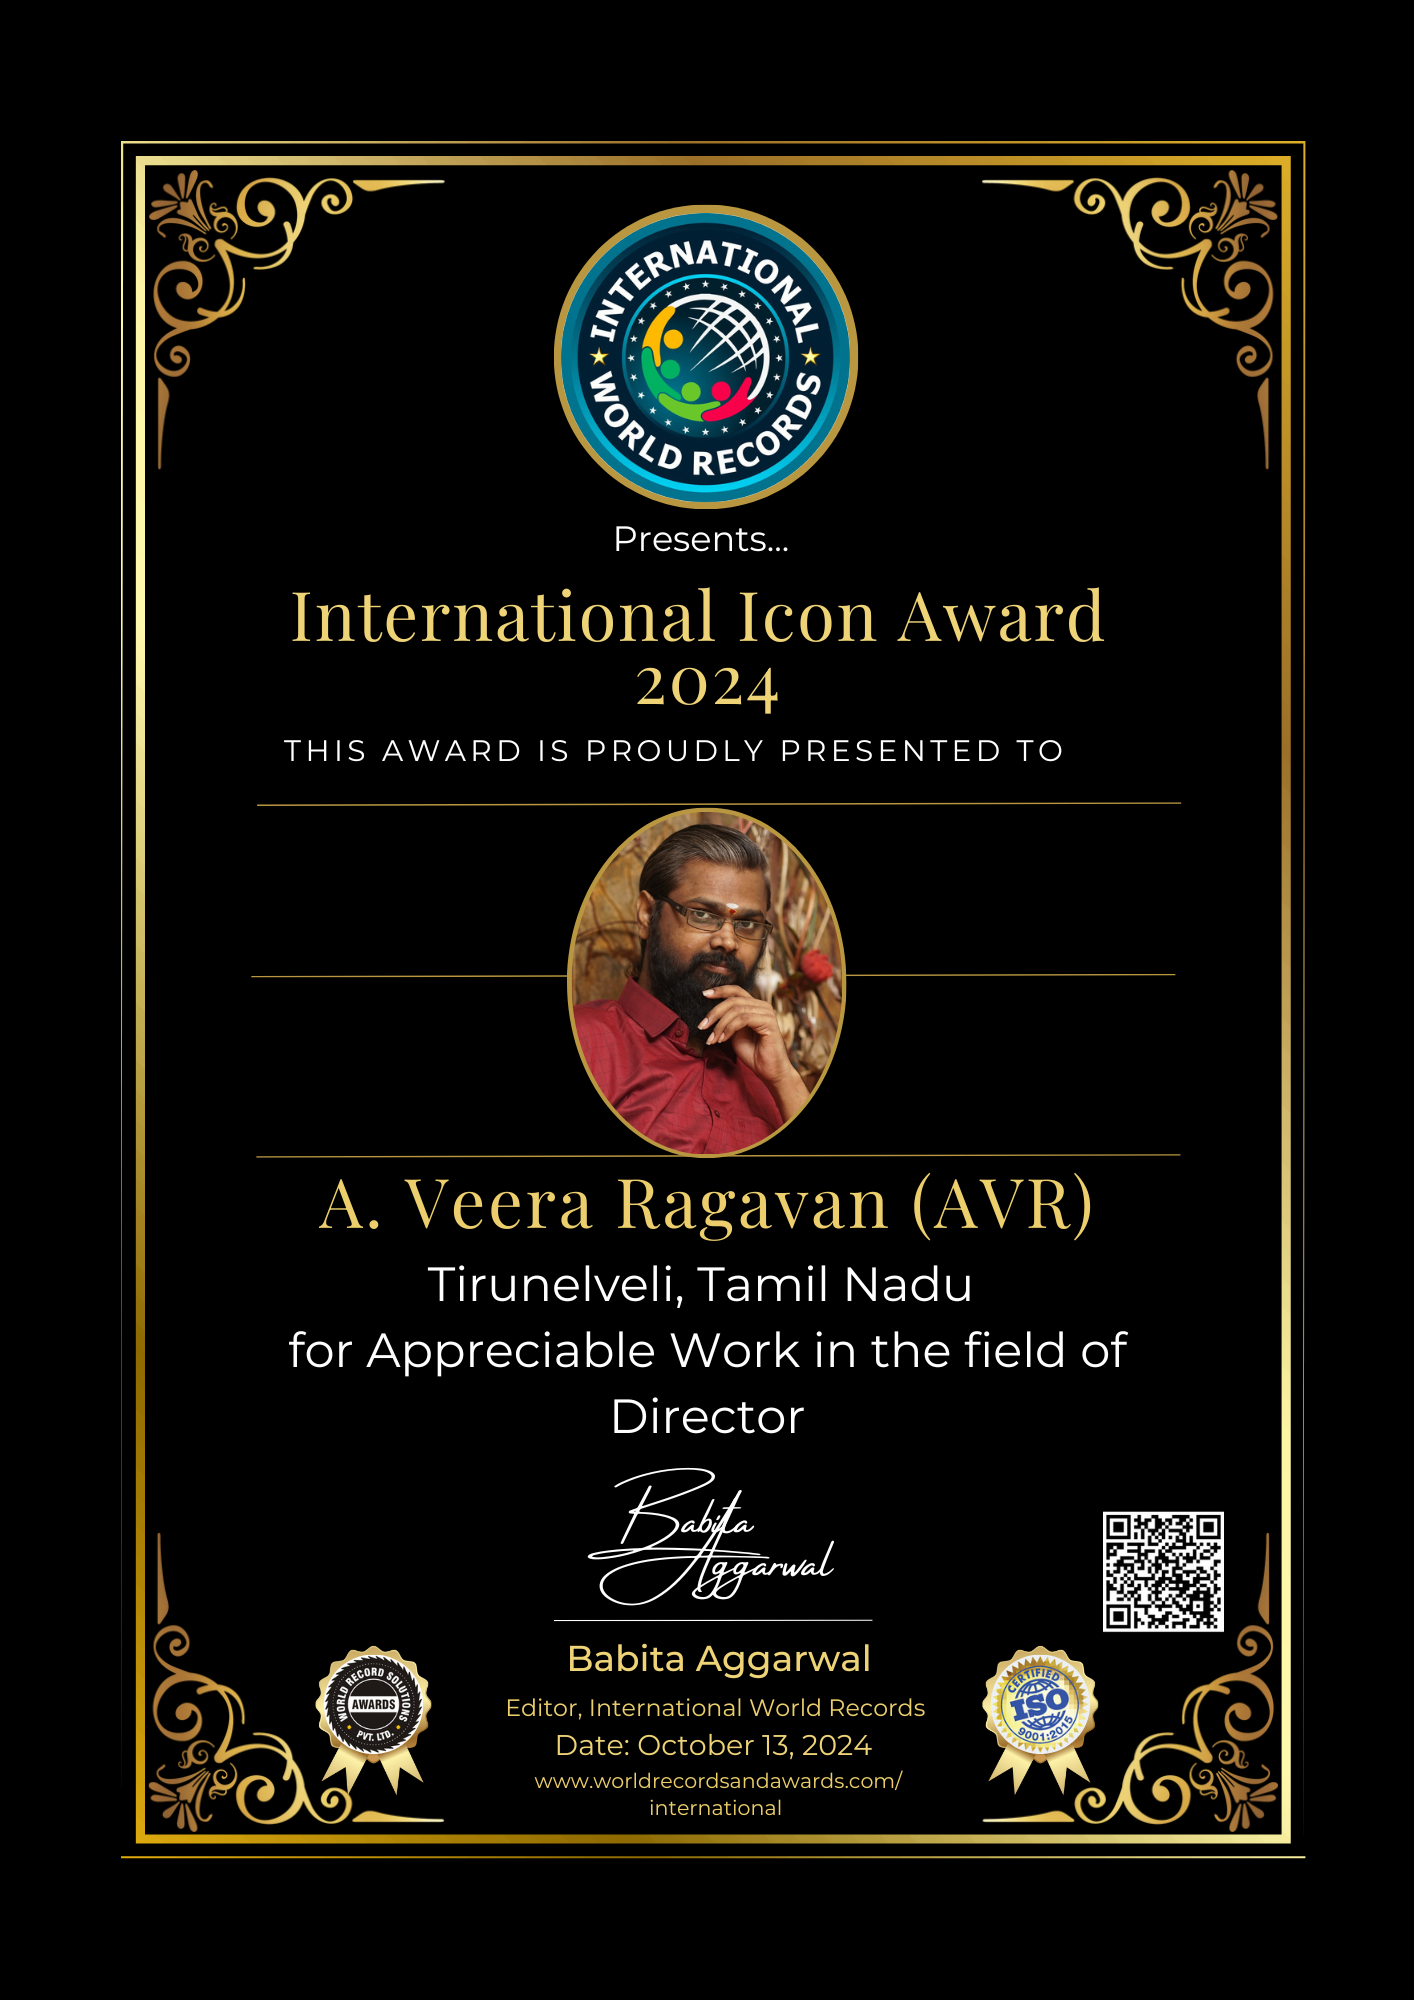 INTERNATIONAL
WORLD RECORDS
Presents...
International Icon Award
2024
THIS AWARD IS PROUDLY PRESENTED TO
A. Veera Ragavan (AVR)
Tirunelveli, Tamil Nadu
for Appreciable Work in the field of
Director
Babita
Aggarwal
Babita Aggarwal
Editor, International World Records
Date: October 13, 2024
www.worldrecordsandawards.com/
international
WORLD RECORD SOLUTIONS
AWARDS
PVT. LTD.
CERTIFIED
ISO
9001:2015